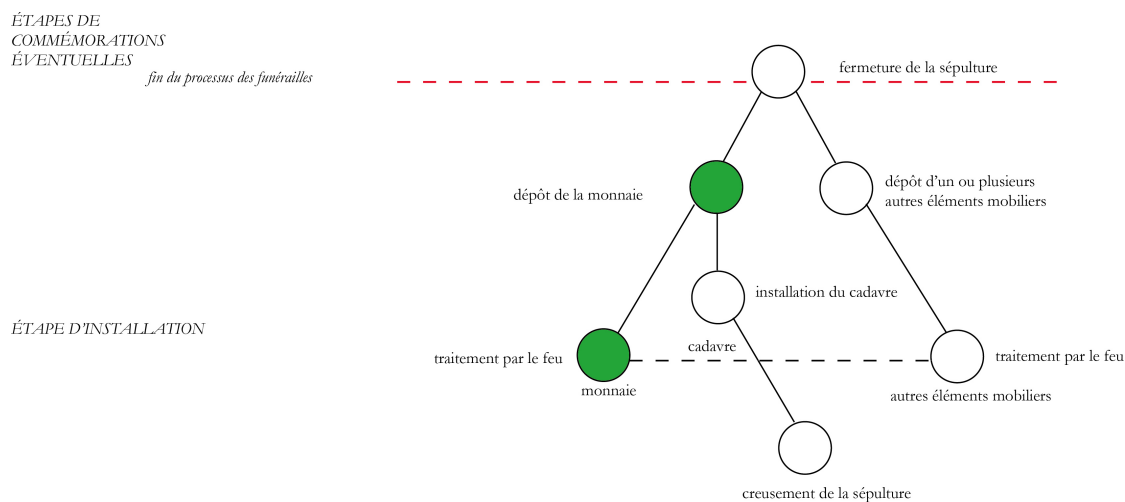 ÉTAPES DE
COMMÉMORATIONS
ÉVENTUELLES
fin du processus des funérailles
fermeture de la sépulture
dépôt de la monnaie
dépôt d'un ou plusieurs
autres éléments mobiliers
installation du cadavre
ÉTAPE D'INSTALLATION
cadavre
traitement par le feu
traitement par le feu
monnaie
autres éléments mobiliers
creusement de la sépulture